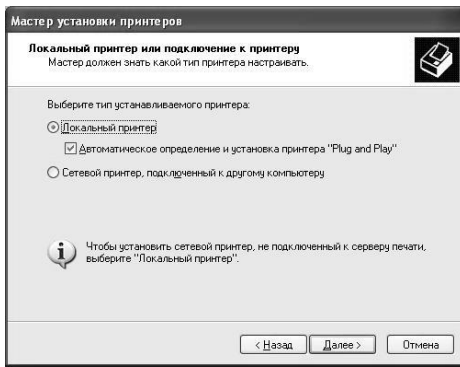 Мастер установки принтеров
Локальный принтер или подключение к принтеру
Мастер должен знать какой тип принтера настраивать.
Выберите тип устанавливаемого принтера:
Локальный принтер
Автоматическое определение и установка принтера "Plug and Play"
Сетевой принтер, подключенный к другому компьютеру
Чтобы установить сетевой принтер, не подключенный к серверу печати,
выберите "Локальный принтер".
< Назад Далее > Отмена